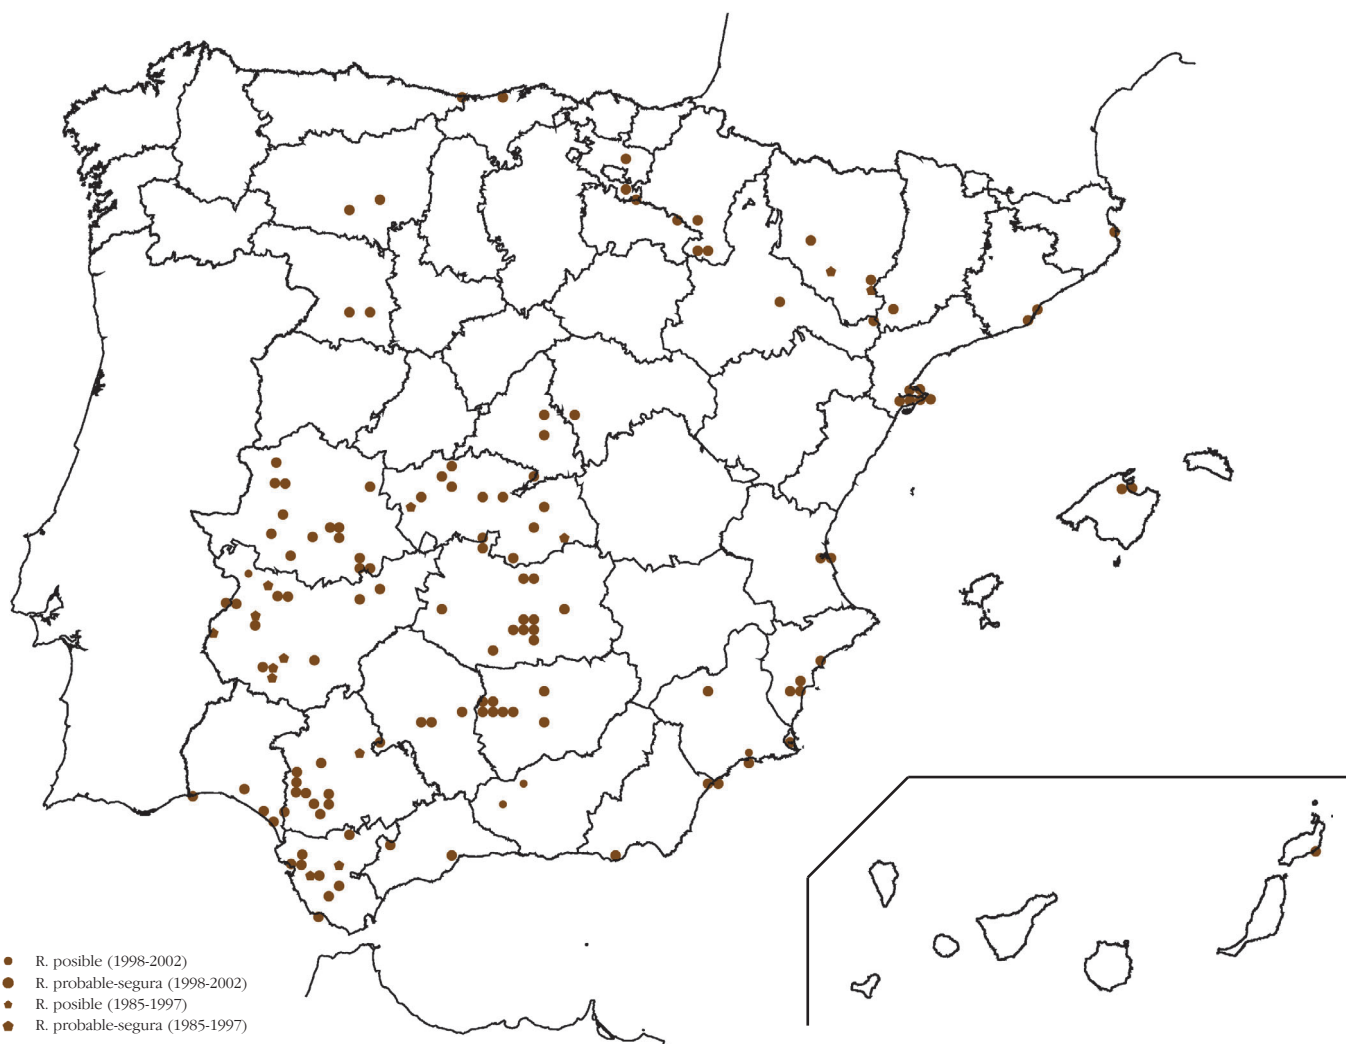 R. posible (1998-2002)
R. probable-segura (1998-2002)
R. posible (1985-1997)
R. probable-segura (1985-1997)